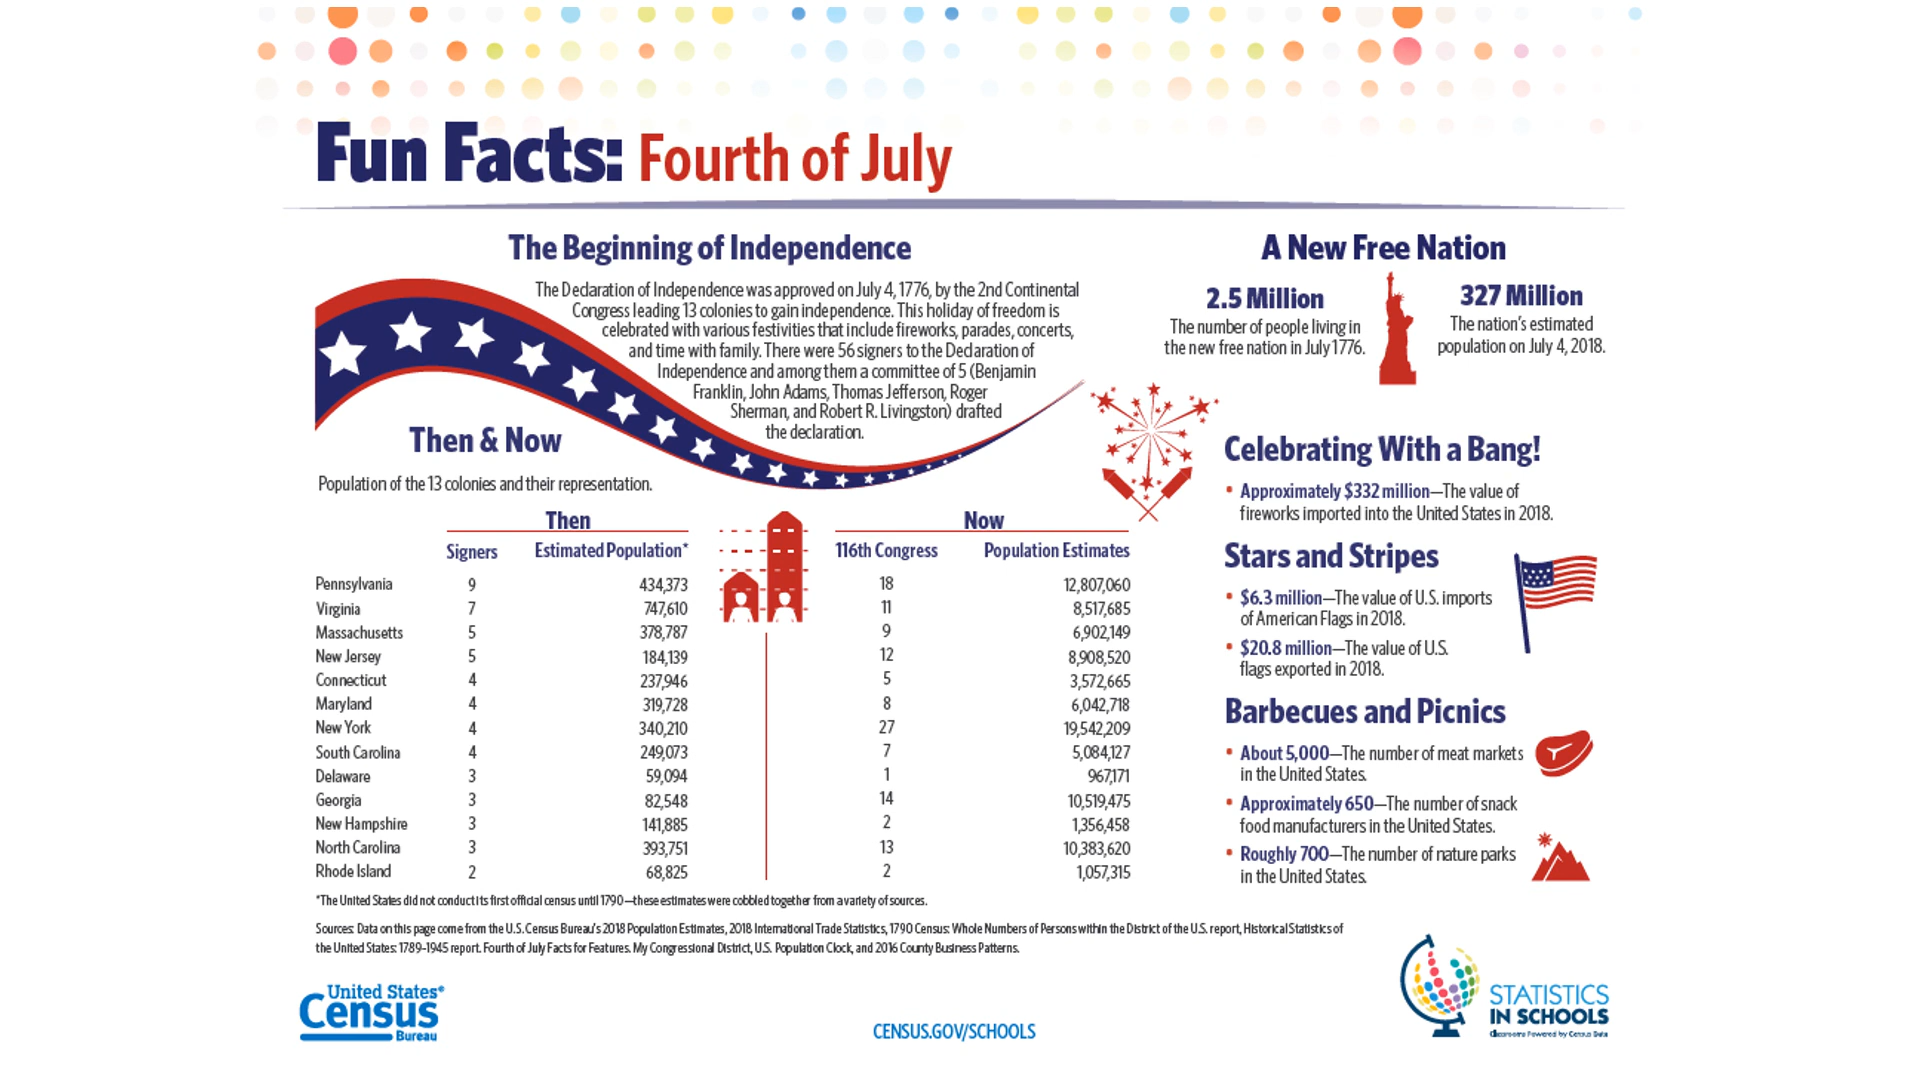 Fun Facts: Fourth of July
The Beginning of Independence
The Declaration of Independence was approved on July 4, 1776, by the 2nd Continental
Congress leading 13 colonies to gain independence. This holiday of freedom is
celebrated with various festivities that include fireworks, parades, concerts,
and time with family. There were 56 signers to the Declaration of
Independence and among them a committee of 5 (Benjamin
Franklin, John Adams, Thomas Jefferson, Roger
Sherman, and Robert R. Livingston) drafted
the declaration.
A New Free Nation
2.5 Million
The number of people living in
the new free nation in July 1776.
327 Million
The nation's estimated
population on July 4, 2018.
Then & Now
Population of the 13 colonies and their representation.
Then Now
Signers Estimated Population* 116th Congress Population Estimates
Pennsylvania 9 434,373 18 12,807,060
Virginia 7 747,610 11 8,517,685
Massachusetts 5 378,787 9 6,902,149
New Jersey 5 184,139 12 8,908,520
Connecticut 4 237,946 5 3,572,665
Maryland 4 319,728 8 6,042,718
New York 4 340,210 27 19,542,209
South Carolina 4 249,073 7 5,084,127
Delaware 3 59,094 1 967,171
Georgia 3 82,548 14 10,519,475
New Hampshire 3 141,885 2 1,356,458
North Carolina 3 393,751 13 10,383,620
Rhode Island 2 68,825 2 1,057,315
Celebrating With a Bang!
• Approximately $332 million—The value of
fireworks imported into the United States in 2018.
Stars and Stripes
• $6.3 million—The value of U.S. imports
of American Flags in 2018.
• $20.8 million—The value of U.S.
flags exported in 2018.
Barbecues and Picnics
• About 5,000—The number of meat markets
in the United States.
• Approximately 650—The number of snack
food manufacturers in the United States.
• Roughly 700—The number of nature parks
in the United States.
*The United States did not conduct its first official census until 1790—these estimates were cobbled together from a variety of sources.
Sources: Data on this page come from the U.S. Census Bureau's 2018 Population Estimates, 2018 International Trade Statistics, 1790 Census: Whole Numbers of Persons within the District of the U.S. report, Historical Statistics of
the United States: 1789-1945 report. Fourth of July Facts for Features. My Congressional District, U.S. Population Clock, and 2016 County Business Patterns.
United States®
Census
Bureau
CENSUS.GOV/SCHOOLS
STATISTICS
IN SCHOOLS
Classrooms Powered by Census Data